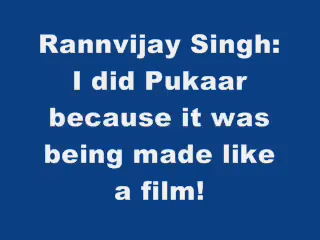 Rannvijay Singh:
I did Pukaar
because it was
being made like
a film!